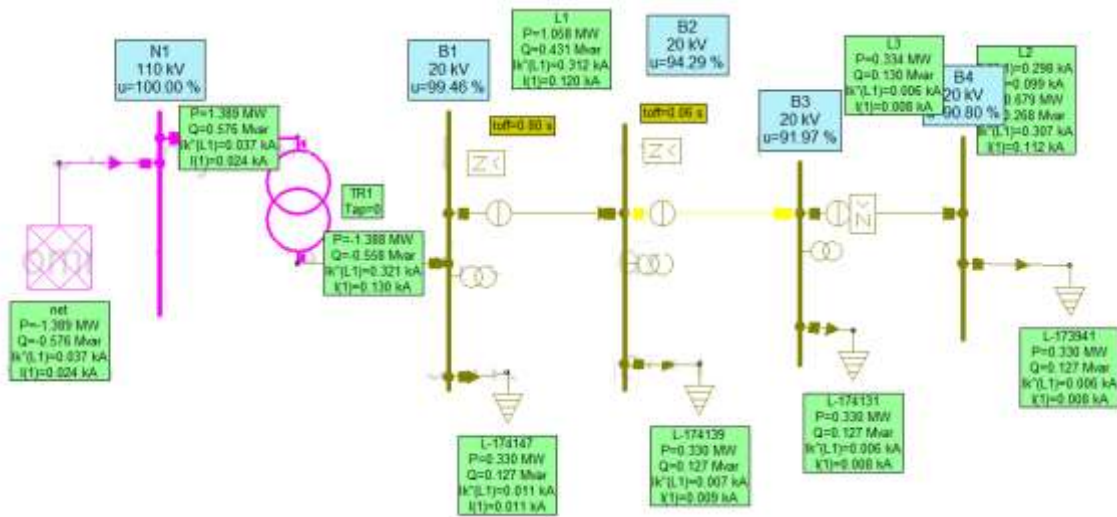 N1
110 kV
u=100.00 %
P=1.389 MW
Q=0.576 Mvar
Ik"(L1)=0.037 kA
I(1)=0.024 kA
net
P=-1.389 MW
Q=-0.576 Mvar
Ik"(L1)=0.037 kA
I(1)=0.024 kA
TR1
Tap=0
P=-1.388 MW
Q=-0.558 Mvar
Ik"(L1)=0.321 kA
I(1)=0.130 kA
B1
20 kV
u=99.46 %
toff=0.80 s
Z<
L1
P=1.058 MW
Q=0.431 Mvar
Ik"(L1)=0.312 kA
I(1)=0.120 kA
L-174147
P=0.330 MW
Q=0.127 Mvar
Ik"(L1)=0.011 kA
I(1)=0.011 kA
B2
20 kV
u=94.29 %
toff=0.06 s
Z<
L-174139
P=0.330 MW
Q=0.127 Mvar
Ik"(L1)=0.007 kA
I(1)=0.009 kA
B3
20 kV
u=91.97 %
Z<
L-174131
P=0.330 MW
Q=0.127 Mvar
Ik"(L1)=0.006 kA
I(1)=0.008 kA
L3
P=0.334 MW
Q=0.130 Mvar
Ik"(L1)=0.006 kA
I(1)=0.008 kA
L2
=0.298 kA
=0.099 kA
B4
20 kV
90.80 %
.679 MW
.268 Mvar
Ik"(L1)=0.307 kA
I(1)=0.112 kA
L-173941
P=0.330 MW
Q=0.127 Mvar
Ik"(L1)=0.006 kA
I(1)=0.008 kA